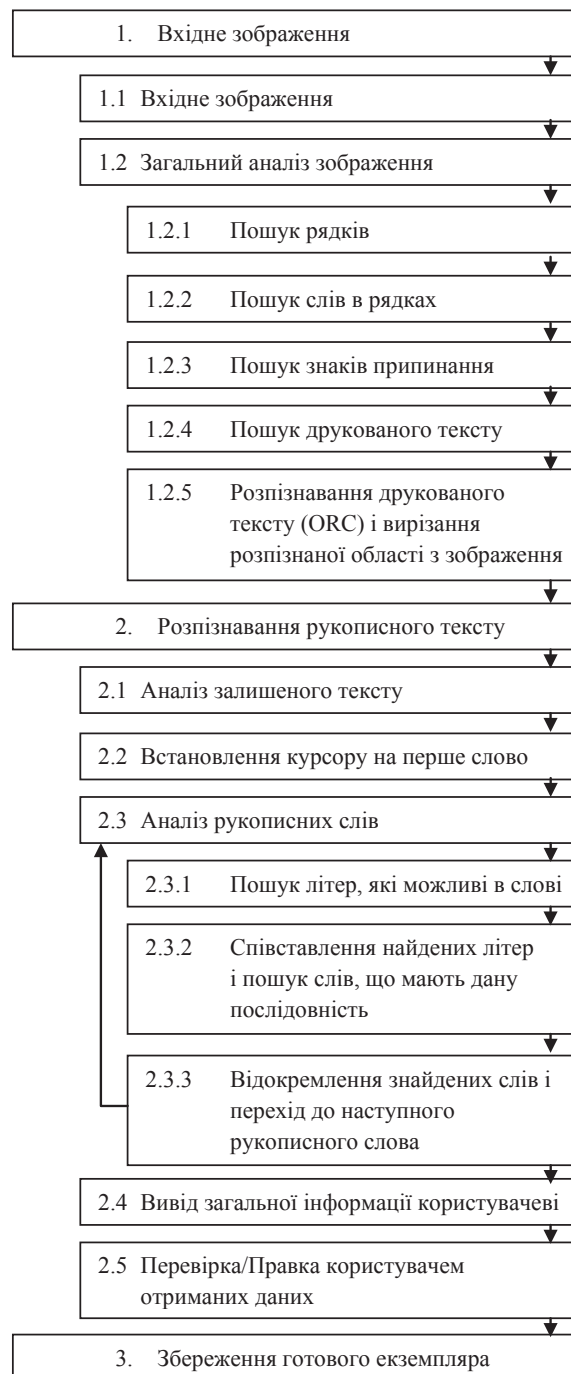 1. Вхідне зображення
1.1 Вхідне зображення
1.2 Загальний аналіз зображення
1.2.1 Пошук рядків
1.2.2 Пошук слів в рядках
1.2.3 Пошук знаків припинання
1.2.4 Пошук друкованого тексту
1.2.5 Розпізнавання друкованого
тексту (ORC) і вирізання
розпізнаної області з зображення
2. Розпізнавання рукописного тексту
2.1 Аналіз залишеного тексту
2.2 Встановлення курсору на перше слово
2.3 Аналіз рукописних слів
2.3.1 Пошук літер, які можливі в слові
2.3.2 Співставлення найдених літер
і пошук слів, що мають дану
послідовність
2.3.3 Відокремлення знайдених слів і
перехід до наступного
рукописного слова
2.4 Вивід загальної інформації користувачеві
2.5 Перевірка/Правка користувачем
отриманих даних
3. Збереження готового екземпляра